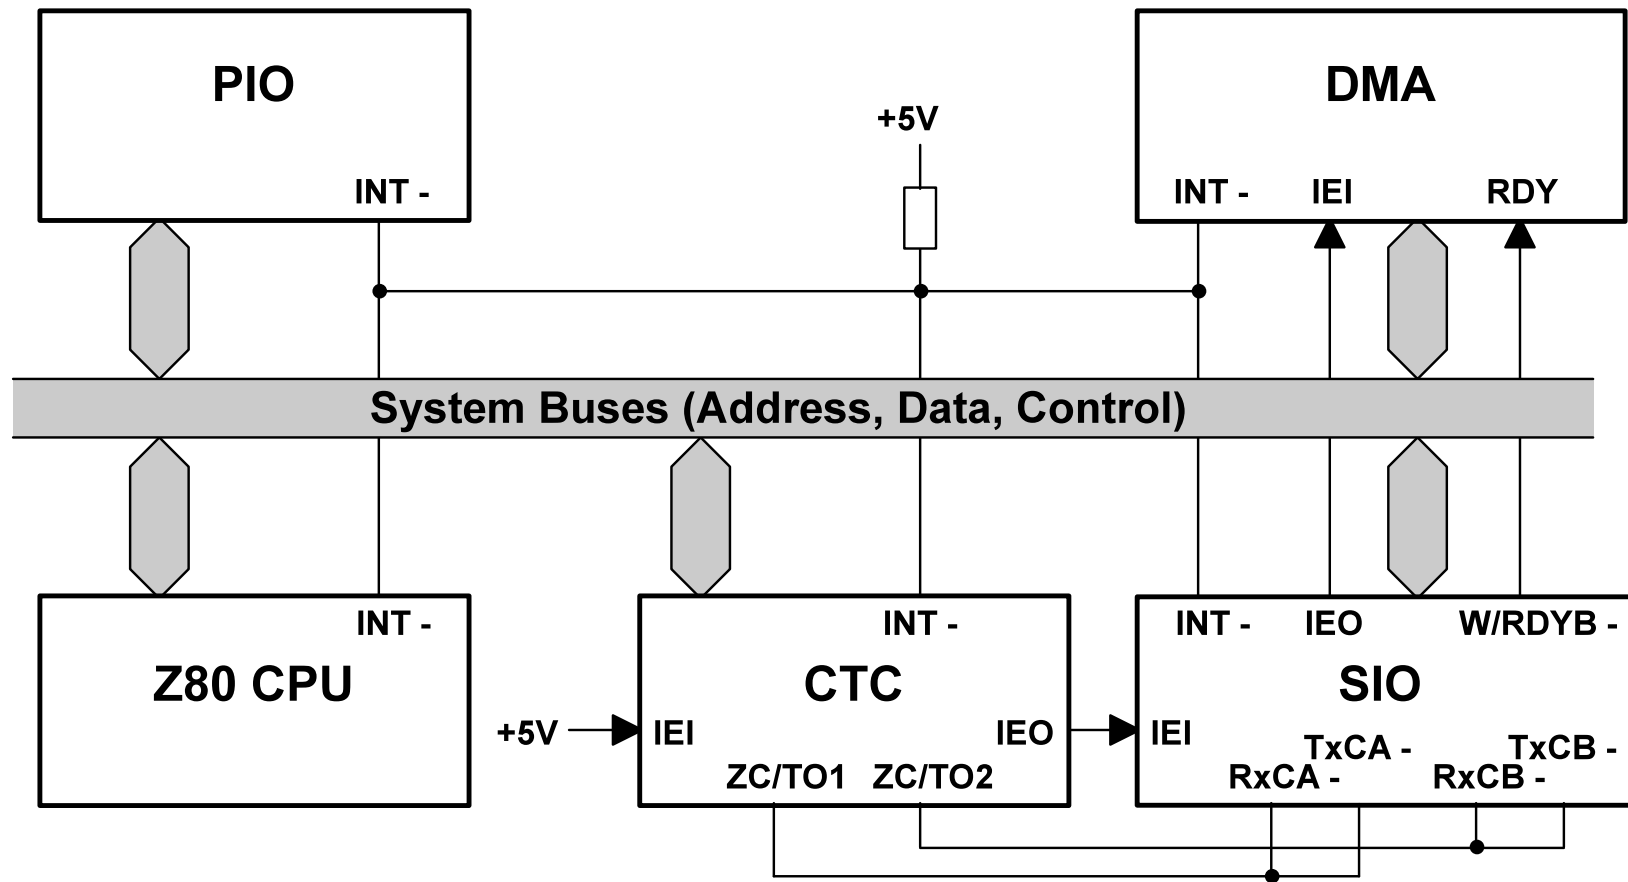 PIO
DMA
+5V
INT -
INT -
IEI
RDY
System Buses (Address, Data, Control)
INT -
INT -
INT -
IEO
W/RDYB -
Z80 CPU
CTC
SIO
+5V
IEI
IEO
IEI
TxCA -
TxCB -
ZC/TO1
ZC/TO2
RxCA -
RxCB -